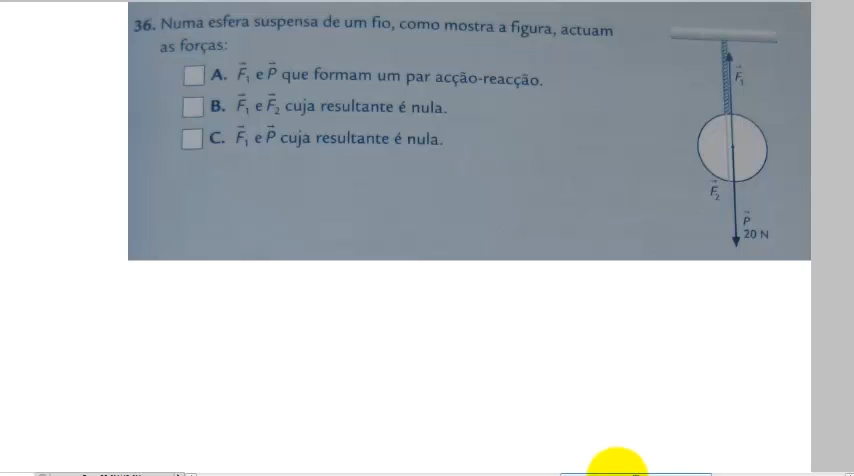 36. Numa esfera suspensa de um fio, como mostra a figura, actuam
as forças:
A. F⃗₁ e P⃗ que formam um par acção-reacção.
B. F⃗₁ e F⃗₂ cuja resultante é nula.
C. F⃗₁ e P⃗ cuja resultante é nula.
F⃗₁
F⃗₂
P⃗
20 N